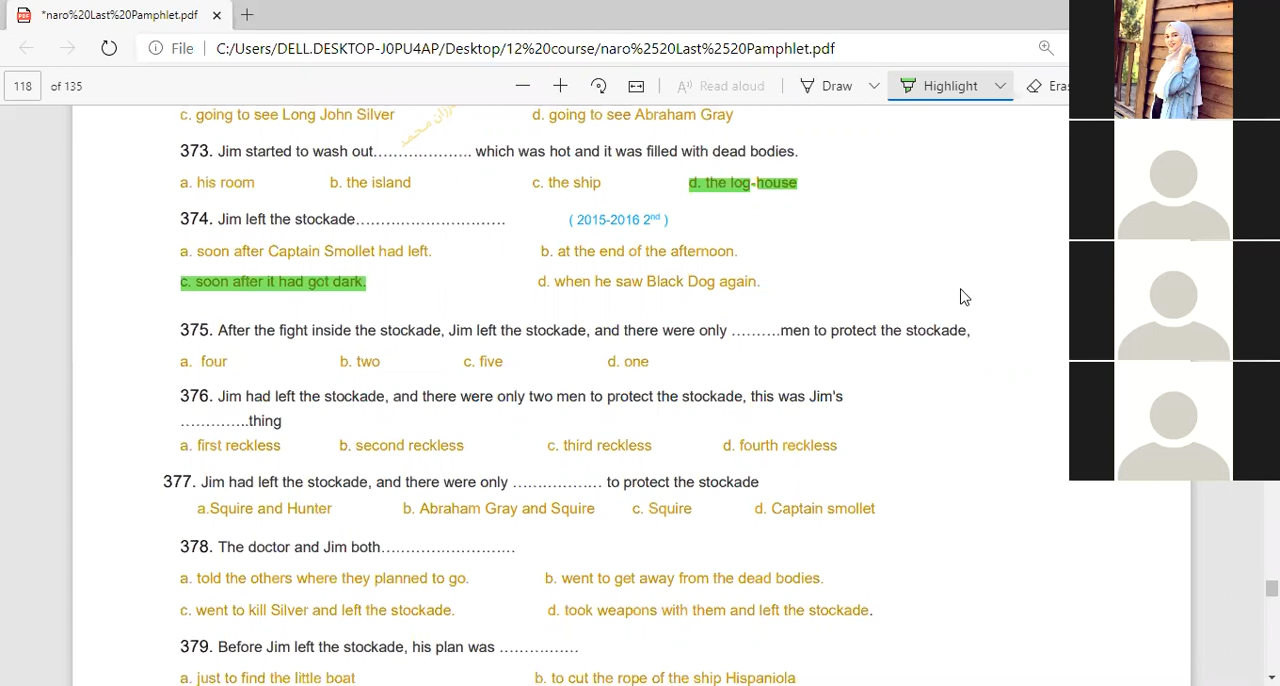 *naro%20Last%20Pamphlet.pdf
File C:/Users/DELL.DESKTOP-J0PU4AP/Desktop/12%20course/naro%2520Last%2520Pamphlet.pdf
118 of 135 Read aloud Draw Highlight Era
c. going to see Long John Silver d. going to see Abraham Gray
373. Jim started to wash out………………… which was hot and it was filled with dead bodies.
a. his room b. the island c. the ship d. the log-house
374. Jim left the stockade………………………… ( 2015-2016 2nd )
a. soon after Captain Smollet had left. b. at the end of the afternoon.
c. soon after it had got dark. d. when he saw Black Dog again.
375. After the fight inside the stockade, Jim left the stockade, and there were only ……….men to protect the stockade,
a. four b. two c. five d. one
376. Jim had left the stockade, and there were only two men to protect the stockade, this was Jim's
…………..thing
a. first reckless b. second reckless c. third reckless d. fourth reckless
377. Jim had left the stockade, and there were only ……………… to protect the stockade
a.Squire and Hunter b. Abraham Gray and Squire c. Squire d. Captain smollet
378. The doctor and Jim both………………………
a. told the others where they planned to go. b. went to get away from the dead bodies.
c. went to kill Silver and left the stockade. d. took weapons with them and left the stockade.
379. Before Jim left the stockade, his plan was ……………
a. just to find the little boat b. to cut the rope of the ship Hispaniola